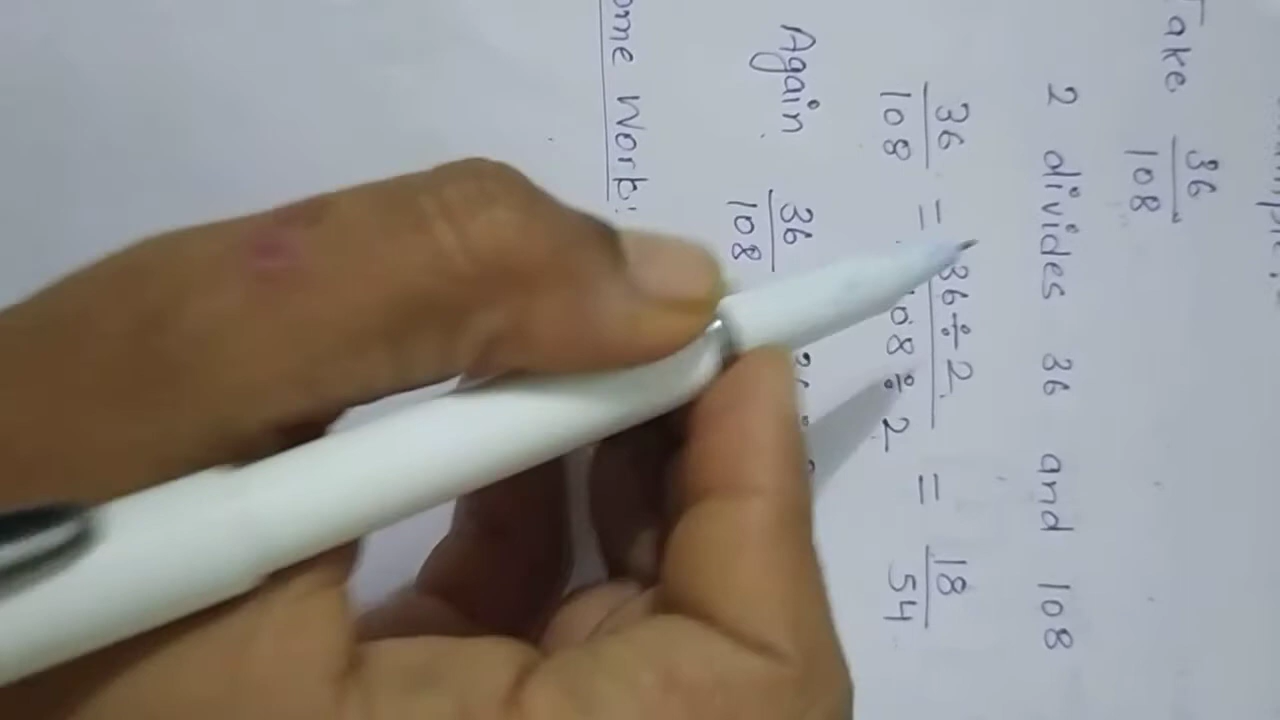 Take 36/108
2 divides 36 and 108
36/108 = 36÷2/108÷2 = 18/54
Again 36/108
Work: